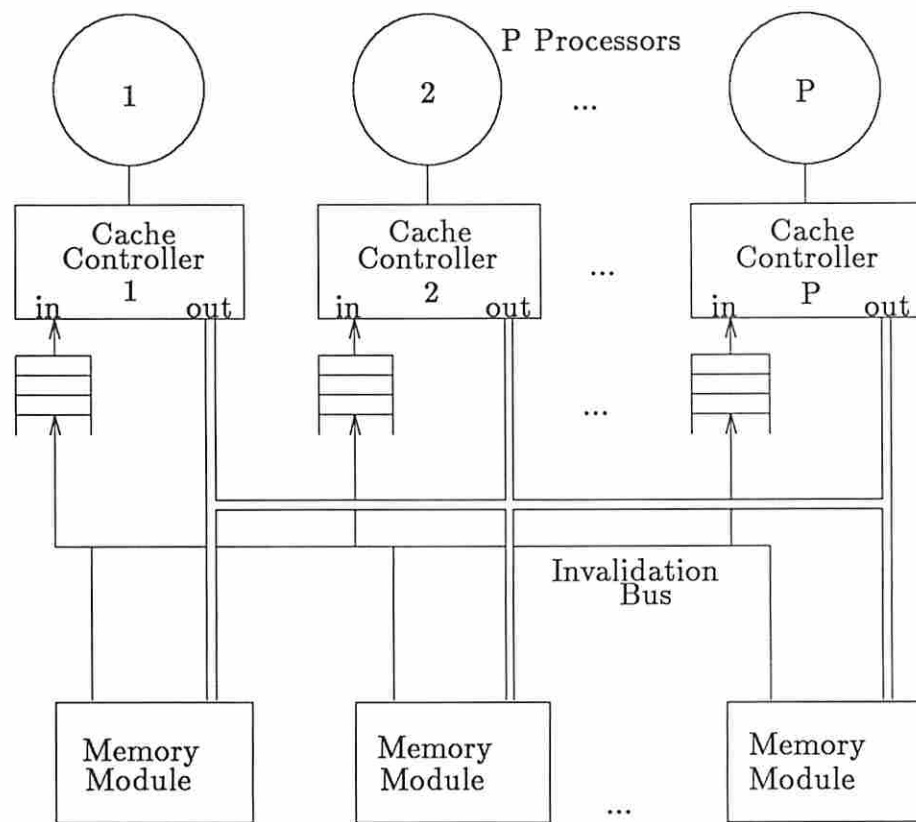 P Processors
1
2
...
P
Cache
Controller
1
in
out
Cache
Controller
2
in
out
...
Cache
Controller
P
in
out
...
Invalidation
Bus
Memory
Module
Memory
Module
...
Memory
Module